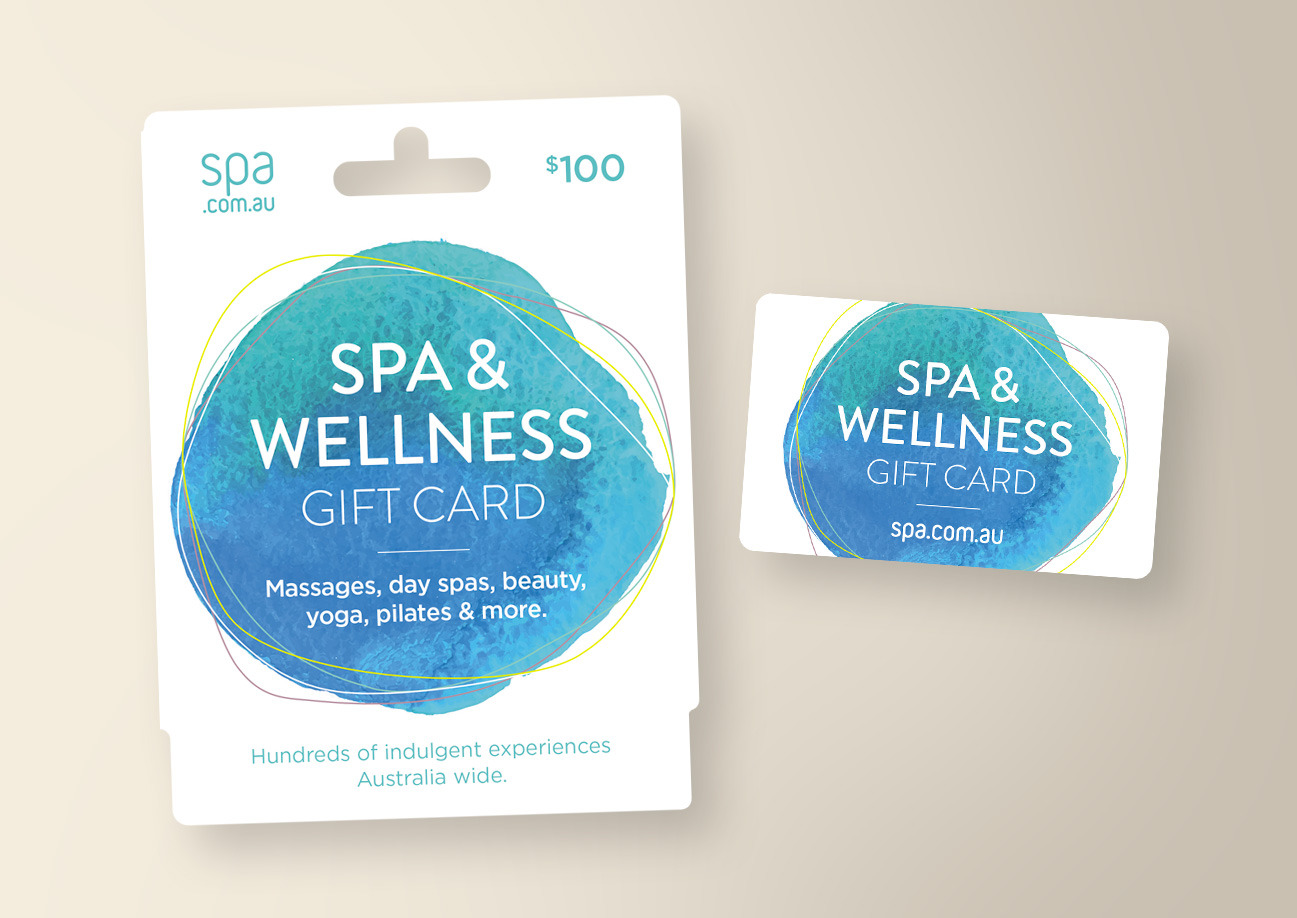 spa
.com.au
$100
SPA &
WELLNESS
GIFT CARD
Massages, day spas, beauty,
yoga, pilates & more.
Hundreds of indulgent experiences
Australia wide.
SPA &
WELLNESS
GIFT CARD
spa.com.au